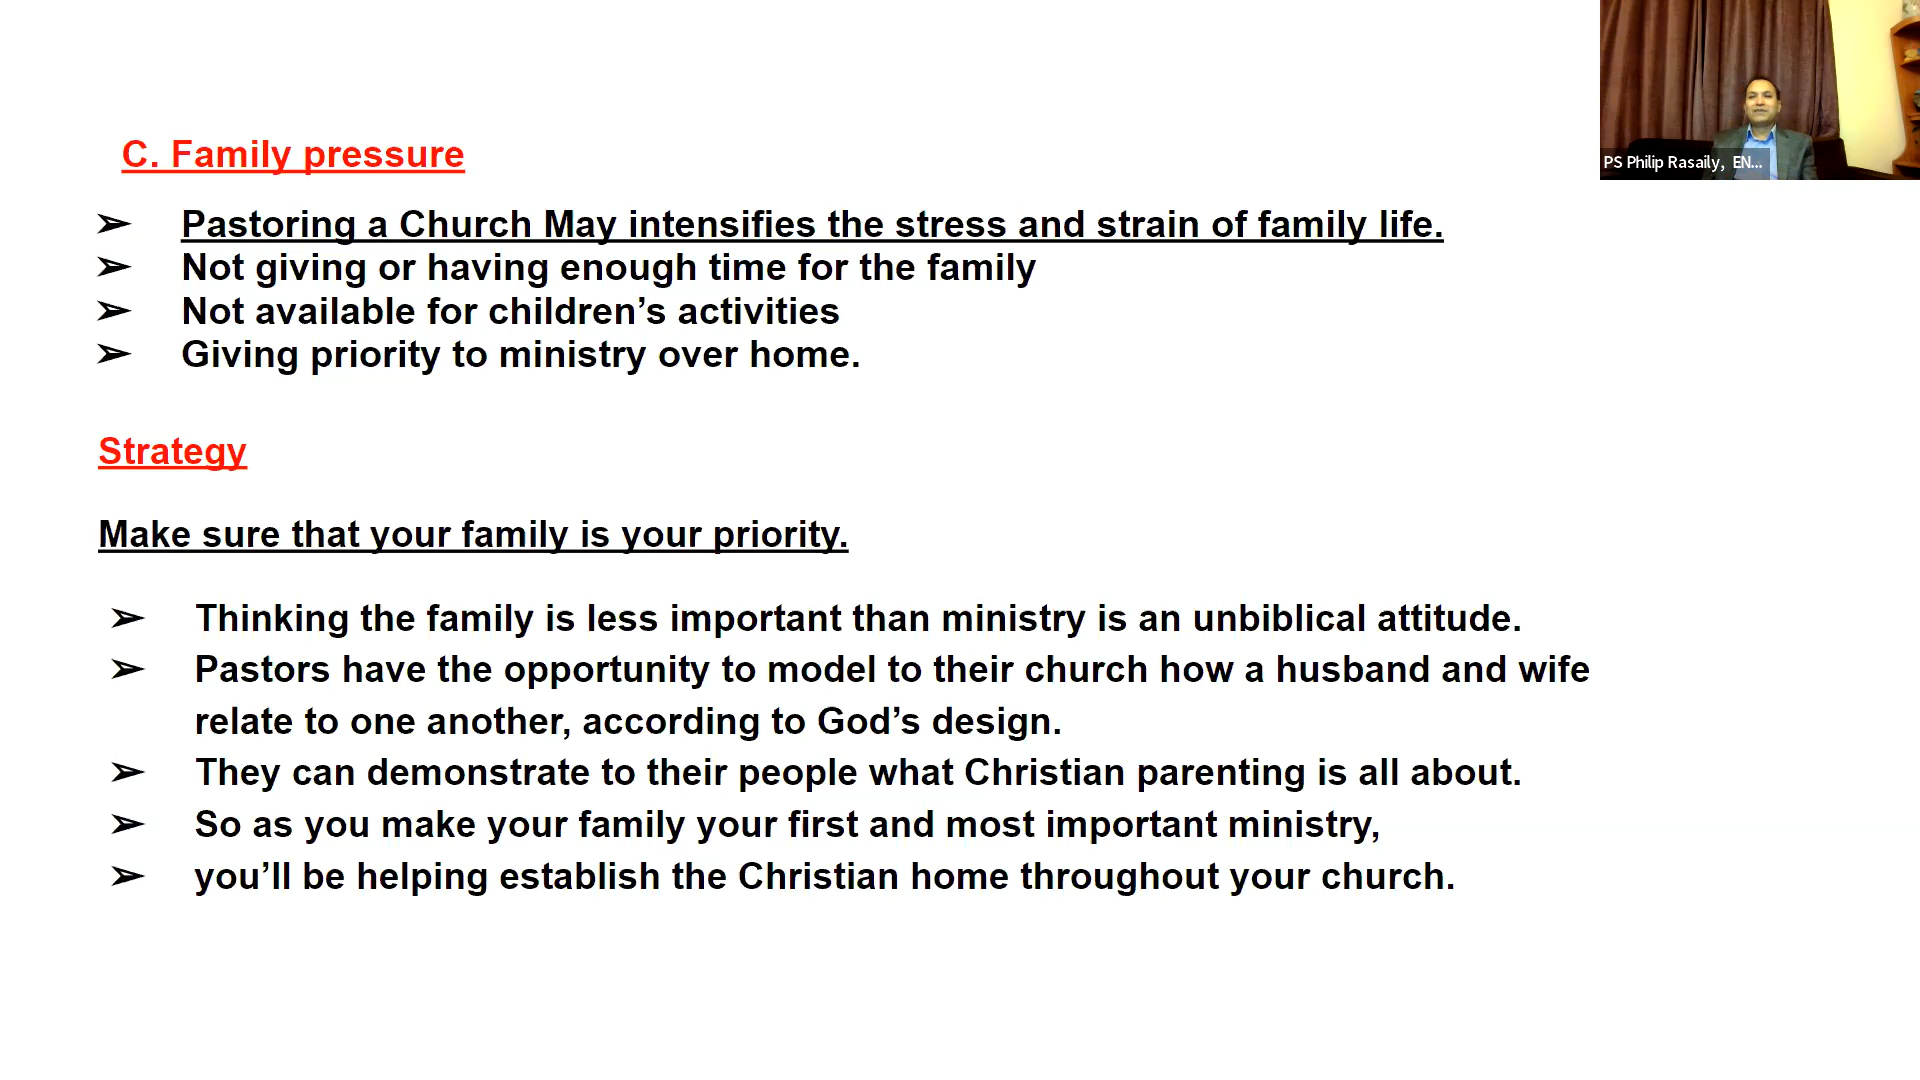 PS Philip Rasaily, EN...
C. Family pressure
➢ Pastoring a Church May intensifies the stress and strain of family life.
➢ Not giving or having enough time for the family
➢ Not available for children’s activities
➢ Giving priority to ministry over home.
Strategy
Make sure that your family is your priority.
➢ Thinking the family is less important than ministry is an unbiblical attitude.
➢ Pastors have the opportunity to model to their church how a husband and wife
relate to one another, according to God’s design.
➢ They can demonstrate to their people what Christian parenting is all about.
➢ So as you make your family your first and most important ministry,
➢ you’ll be helping establish the Christian home throughout your church.